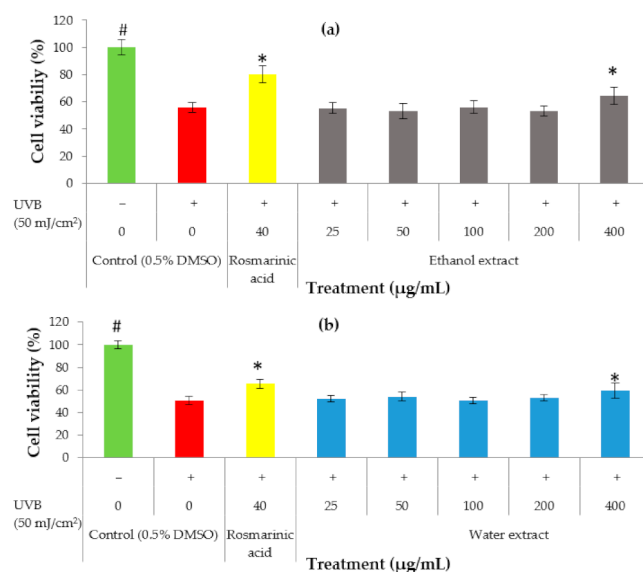 (a)
Cell viability (%)
120
100
80
60
40
20
0
#
*
*
UVB
(50 mJ/cm²)
– + + + + + + +
0 0 40 25 50 100 200 400
Control (0.5% DMSO) Rosmarinic acid Ethanol extract
Treatment (µg/mL)
(b)
Cell viability (%)
120
100
80
60
40
20
0
#
*
*
– + + + + + + +
UVB
(50 mJ/cm²)
0 0 40 25 50 100 200 400
Control (0.5% DMSO) Rosmarinic acid Water extract
Treatment (µg/mL)